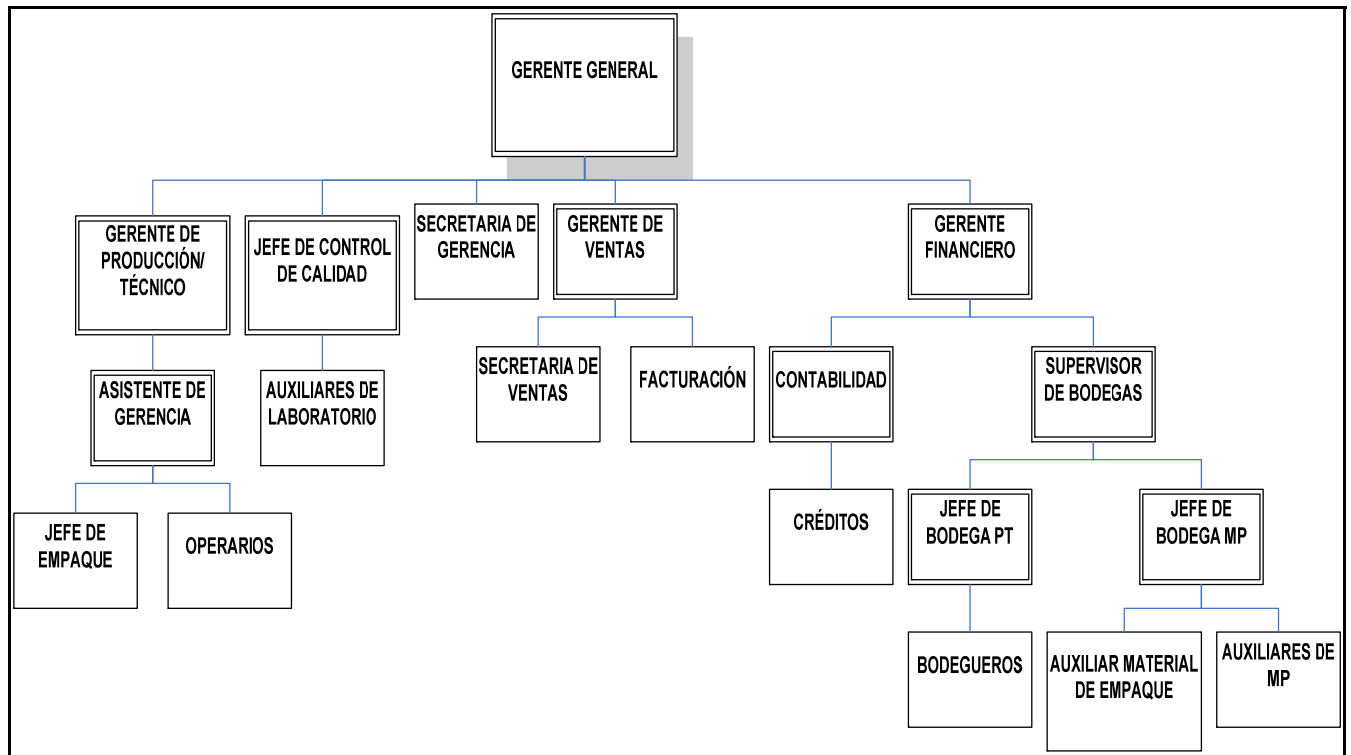 GERENTE GENERAL
GERENTE DE
PRODUCCIÓN/
TÉCNICO
JEFE DE CONTROL
DE CALIDAD
SECRETARIA DE
GERENCIA
GERENTE DE
VENTAS
GERENTE
FINANCIERO
ASISTENTE DE
GERENCIA
AUXILIARES DE
LABORATORIO
SECRETARIA DE
VENTAS
FACTURACIÓN
CONTABILIDAD
SUPERVISOR
DE BODEGAS
JEFE DE
EMPAQUE
OPERARIOS
CRÉDITOS
JEFE DE
BODEGA PT
JEFE DE
BODEGA MP
BODEGUEROS
AUXILIAR MATERIAL
DE EMPAQUE
AUXILIARES DE
MP